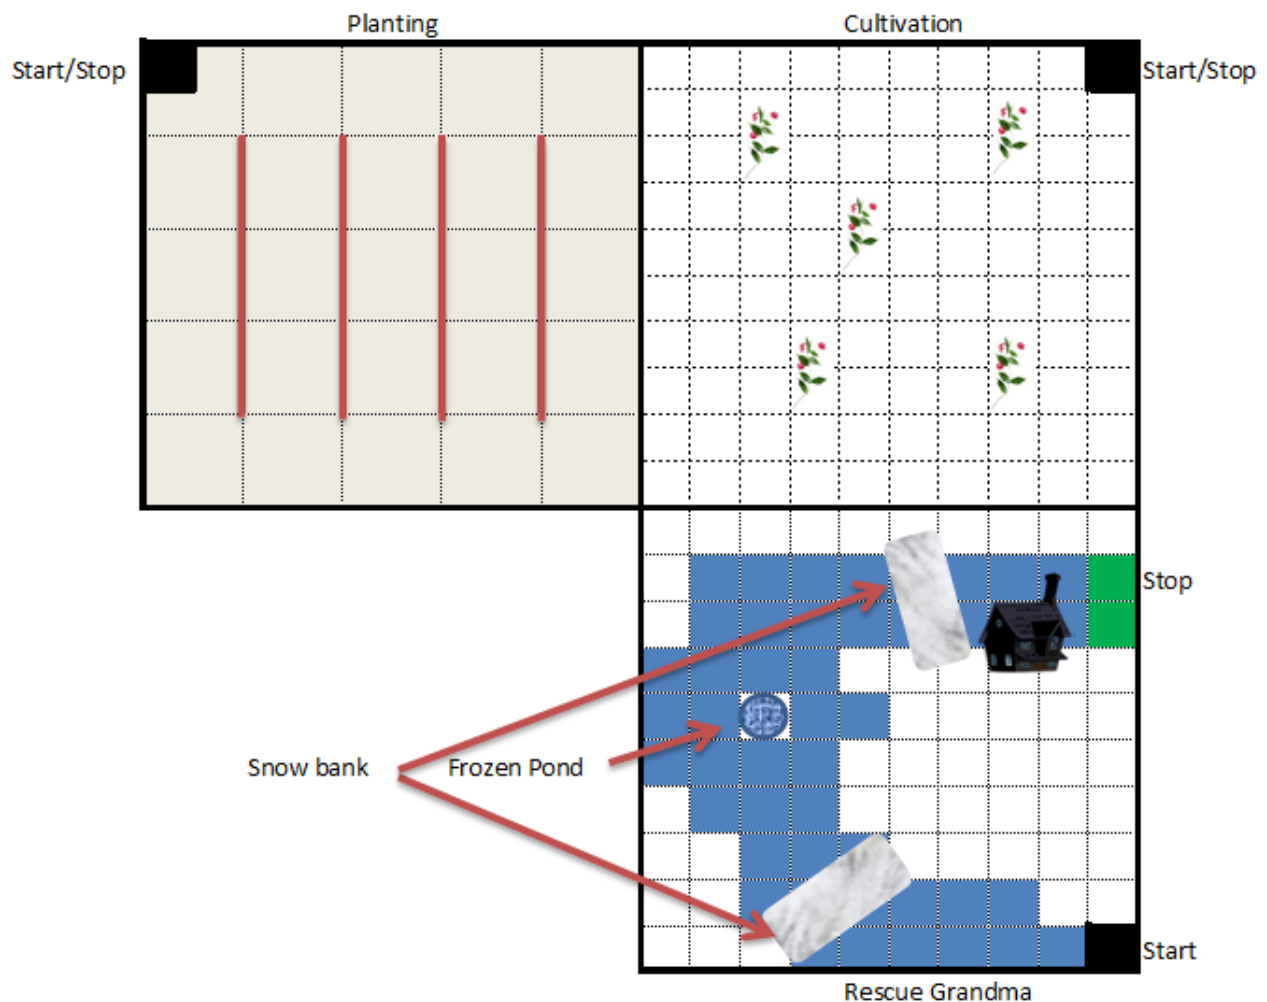 Planting
Cultivation
Start/Stop
Start/Stop
Stop
Snow bank
Frozen Pond
Start
Rescue Grandma